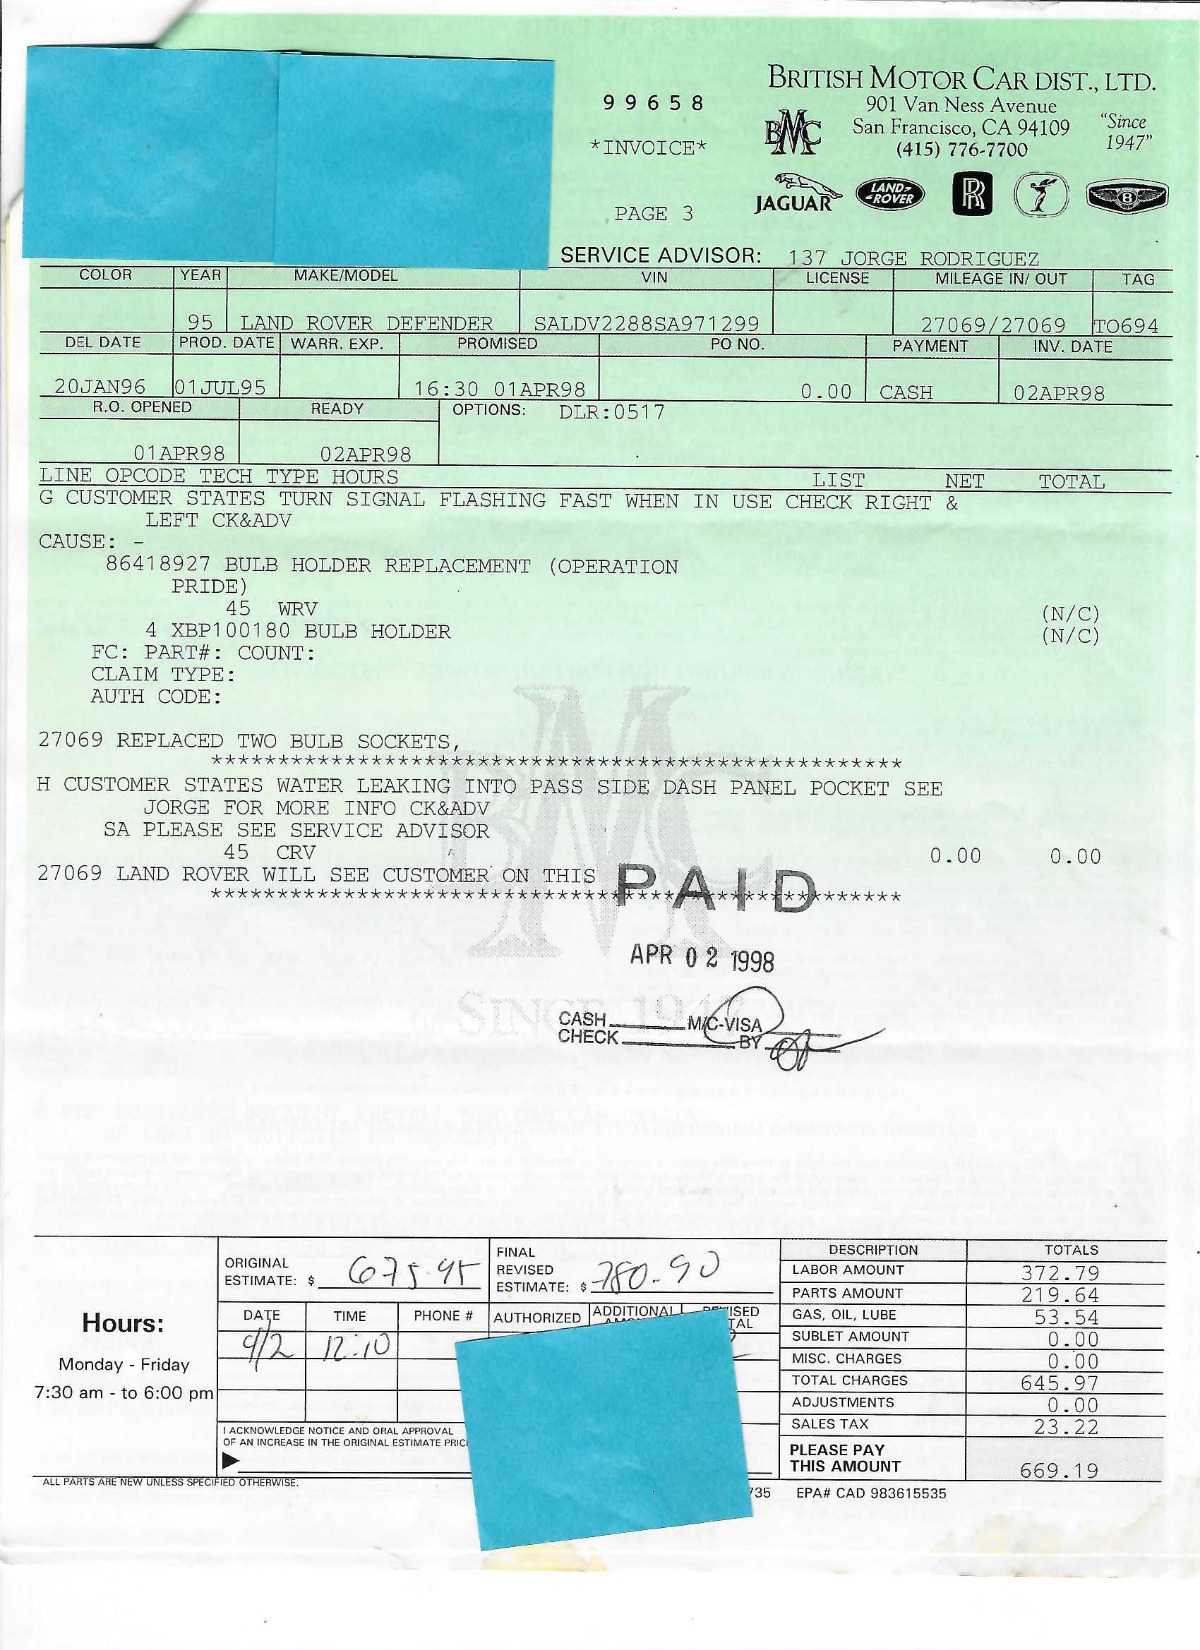 BRITISH MOTOR CAR DIST., LTD.
901 Van Ness Avenue
San Francisco, CA 94109
(415) 776-7700
"Since
1947"
BMC
99658
*INVOICE*
PAGE 3
JAGUAR
LAND-
-ROVER
RR
B
SERVICE ADVISOR: 137 JORGE RODRIGUEZ
COLOR YEAR MAKE/MODEL VIN LICENSE MILEAGE IN/ OUT TAG
95 LAND ROVER DEFENDER SALDV2288SA971299 27069/27069 TO694
DEL DATE PROD. DATE WARR. EXP. PROMISED PO NO. PAYMENT INV. DATE
20JAN96 01JUL95 16:30 01APR98 0.00 CASH 02APR98
R.O. OPENED READY OPTIONS: DLR:0517
01APR98 02APR98
LINE OPCODE TECH TYPE HOURS LIST NET TOTAL
G CUSTOMER STATES TURN SIGNAL FLASHING FAST WHEN IN USE CHECK RIGHT &
LEFT CK&ADV
CAUSE: -
86418927 BULB HOLDER REPLACEMENT (OPERATION
PRIDE)
45 WRV (N/C)
4 XBP100180 BULB HOLDER (N/C)
FC: PART#: COUNT:
CLAIM TYPE:
AUTH CODE:
27069 REPLACED TWO BULB SOCKETS,
****************************************************
H CUSTOMER STATES WATER LEAKING INTO PASS SIDE DASH PANEL POCKET SEE
JORGE FOR MORE INFO CK&ADV
SA PLEASE SEE SERVICE ADVISOR
45 CRV 0.00 0.00
27069 LAND ROVER WILL SEE CUSTOMER ON THIS
****************************************************
PAID
APR 02 1998
SINCE 1947
CASH M/C-VISA
CHECK BY
Hours:
Monday - Friday
7:30 am - to 6:00 pm
ORIGINAL
ESTIMATE: $ 675.95
FINAL
REVISED
ESTIMATE: $ 780.90
DATE TIME PHONE # AUTHORIZED ADDITIONAL
4/2 12:10
I ACKNOWLEDGE NOTICE AND ORAL APPROVAL
OF AN INCREASE IN THE ORIGINAL ESTIMATE
ALL PARTS ARE NEW UNLESS SPECIFIED OTHERWISE.
DESCRIPTION TOTALS
LABOR AMOUNT 372.79
PARTS AMOUNT 219.64
GAS, OIL, LUBE 53.54
SUBLET AMOUNT 0.00
MISC. CHARGES 0.00
TOTAL CHARGES 645.97
ADJUSTMENTS 0.00
SALES TAX 23.22
PLEASE PAY
THIS AMOUNT 669.19
735 EPA# CAD 983615535